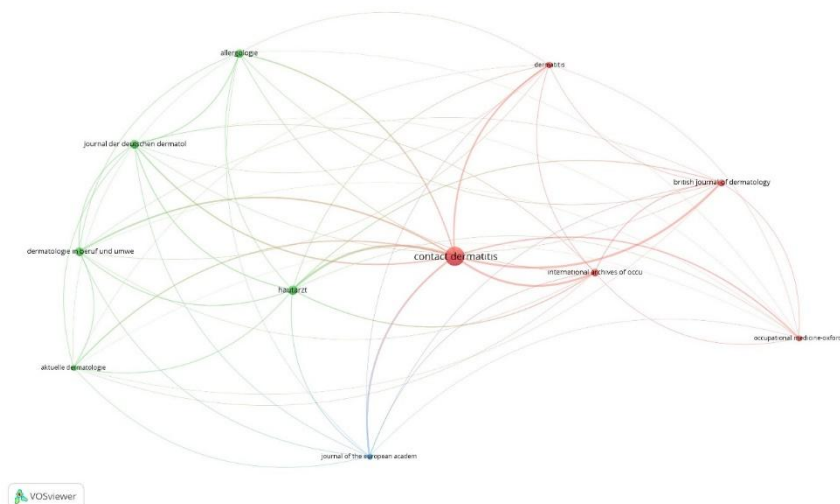 allergologie
dermatitis
journal der deutschen dermatol
british journal of dermatology
dermatologie in beruf und umwe
contact dermatitis
international archives of occu
hautarzt
occupational medicine-oxford
aktuelle dermatologie
journal of the european academ
VOSviewer